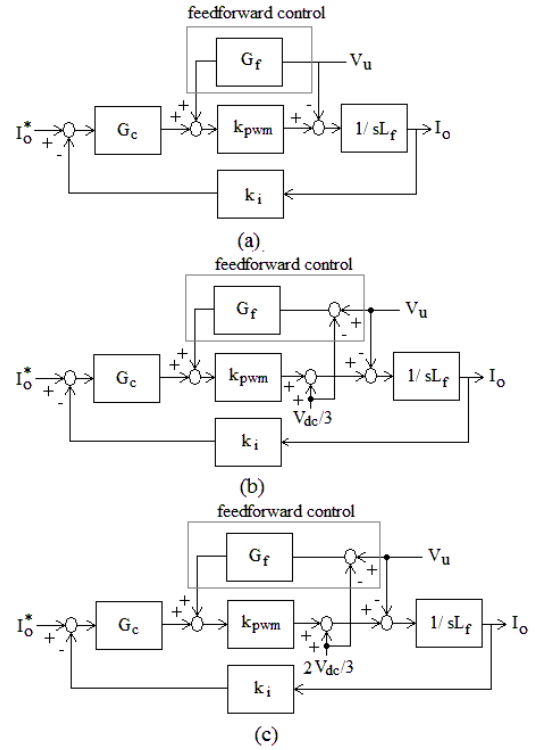 feedforward control
G_f
V_u
I_o^*
+
-
G_c
+
+
k_pwm
+
-
1/ sL_f
I_o
k_i
(a)
feedforward control
G_f
+
-
V_u
I_o^*
+
-
G_c
+
+
k_pwm
+
+
V_dc/3
+
-
1/ sL_f
I_o
k_i
(b)
feedforward control
G_f
+
-
V_u
I_o^*
+
-
G_c
+
+
k_pwm
+
+
2 V_dc/3
+
-
1/ sL_f
I_o
k_i
(c)